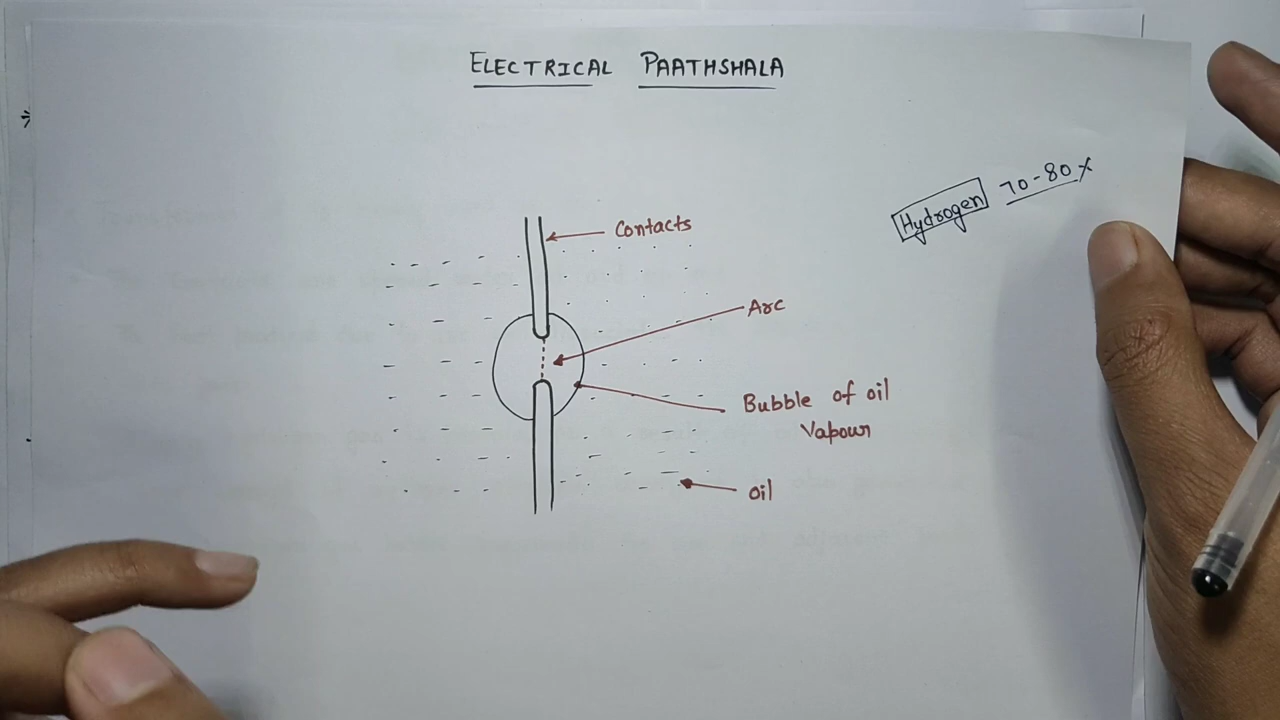 ELECTRICAL PAATHSHALA
Hydrogen 70-80%
Contacts
Arc
Bubble of oil
Vapour
Oil